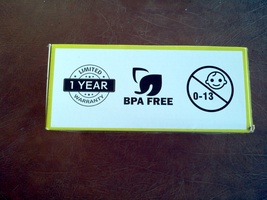 LIMITED
1 YEAR
WARRANTY
BPA FREE
0-13